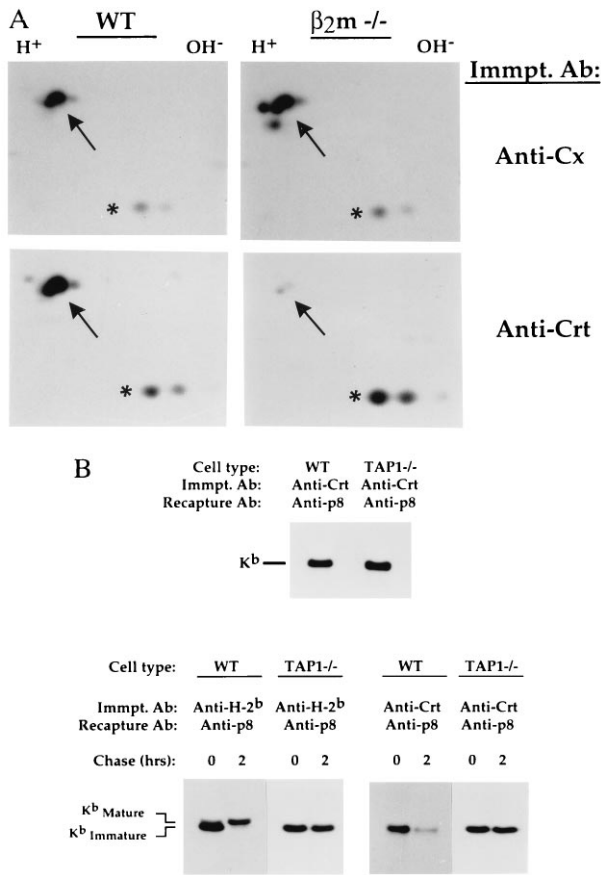 A
WT
β2m -/-
H+ OH- H+ OH-
Immpt. Ab:
Anti-Cx
*
*
Anti-Crt
*
*
B
Cell type: WT TAP1-/-
Immpt. Ab: Anti-Crt Anti-Crt
Recapture Ab: Anti-p8 Anti-p8
Kb
Cell type: WT TAP1-/- WT TAP1-/-
Immpt. Ab: Anti-H-2b Anti-H-2b Anti-Crt Anti-Crt
Recapture Ab: Anti-p8 Anti-p8 Anti-p8 Anti-p8
Chase (hrs): 0 2 0 2 0 2 0 2
Kb Mature
Kb Immature